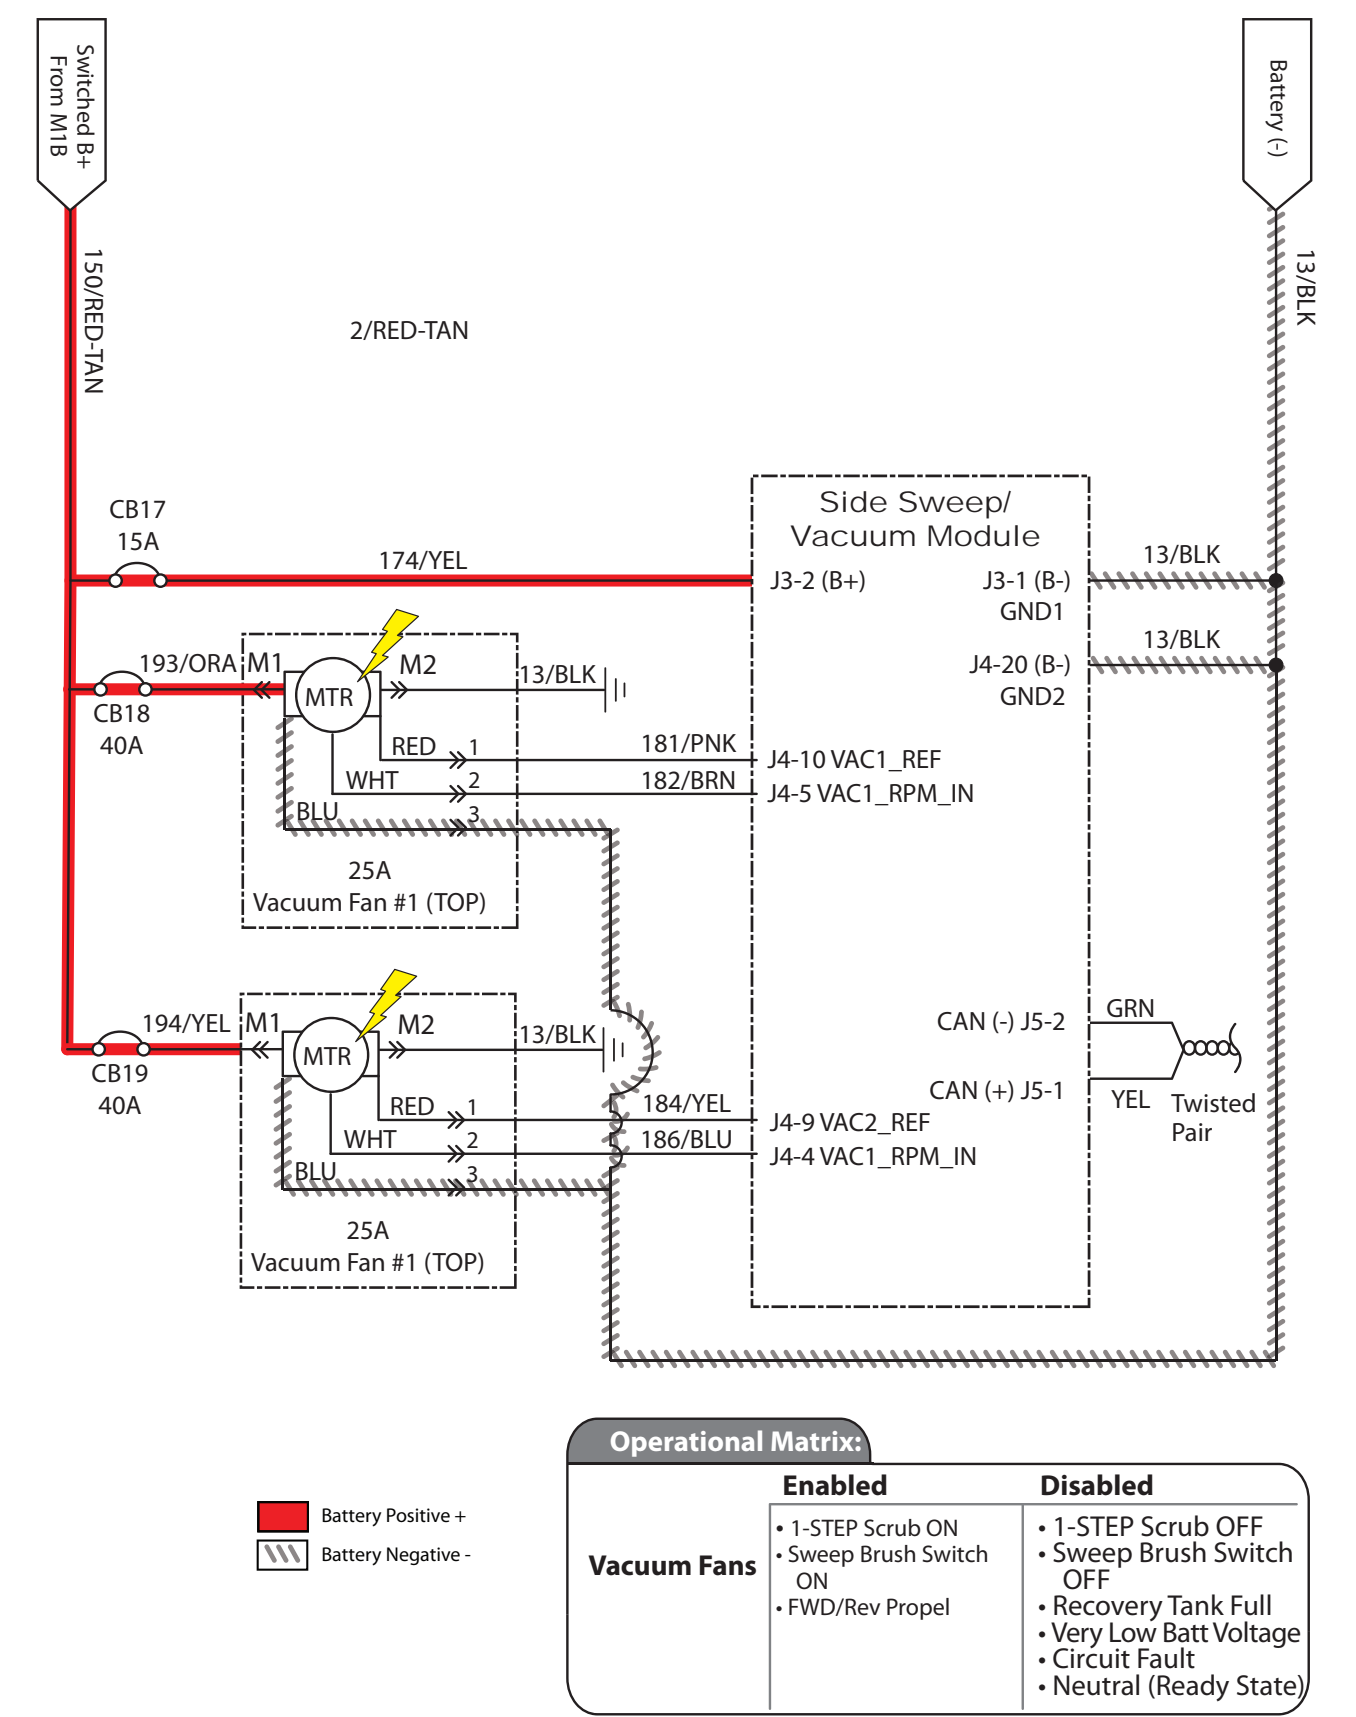 Switched B+
From M1B
Battery (-)
150/RED-TAN
13/BLK
2/RED-TAN
CB17
15A
174/YEL
Side Sweep/
Vacuum Module
J3-2 (B+)
J3-1 (B-)
GND1
13/BLK
J4-20 (B-)
GND2
13/BLK
193/ORA
CB18
40A
M1
MTR
M2
13/BLK
RED
1
181/PNK
J4-10 VAC1_REF
WHT
2
182/BRN
J4-5 VAC1_RPM_IN
BLU
3
25A
Vacuum Fan #1 (TOP)
194/YEL
CB19
40A
M1
MTR
M2
13/BLK
RED
1
184/YEL
J4-9 VAC2_REF
WHT
2
186/BLU
J4-4 VAC1_RPM_IN
BLU
3
25A
Vacuum Fan #1 (TOP)
CAN (-) J5-2
GRN
CAN (+) J5-1
YEL
Twisted
Pair
Battery Positive +
Battery Negative -
Operational Matrix:
Enabled
Disabled
Vacuum Fans
• 1-STEP Scrub ON
• Sweep Brush Switch
ON
• FWD/Rev Propel
• 1-STEP Scrub OFF
• Sweep Brush Switch
OFF
• Recovery Tank Full
• Very Low Batt Voltage
• Circuit Fault
• Neutral (Ready State)